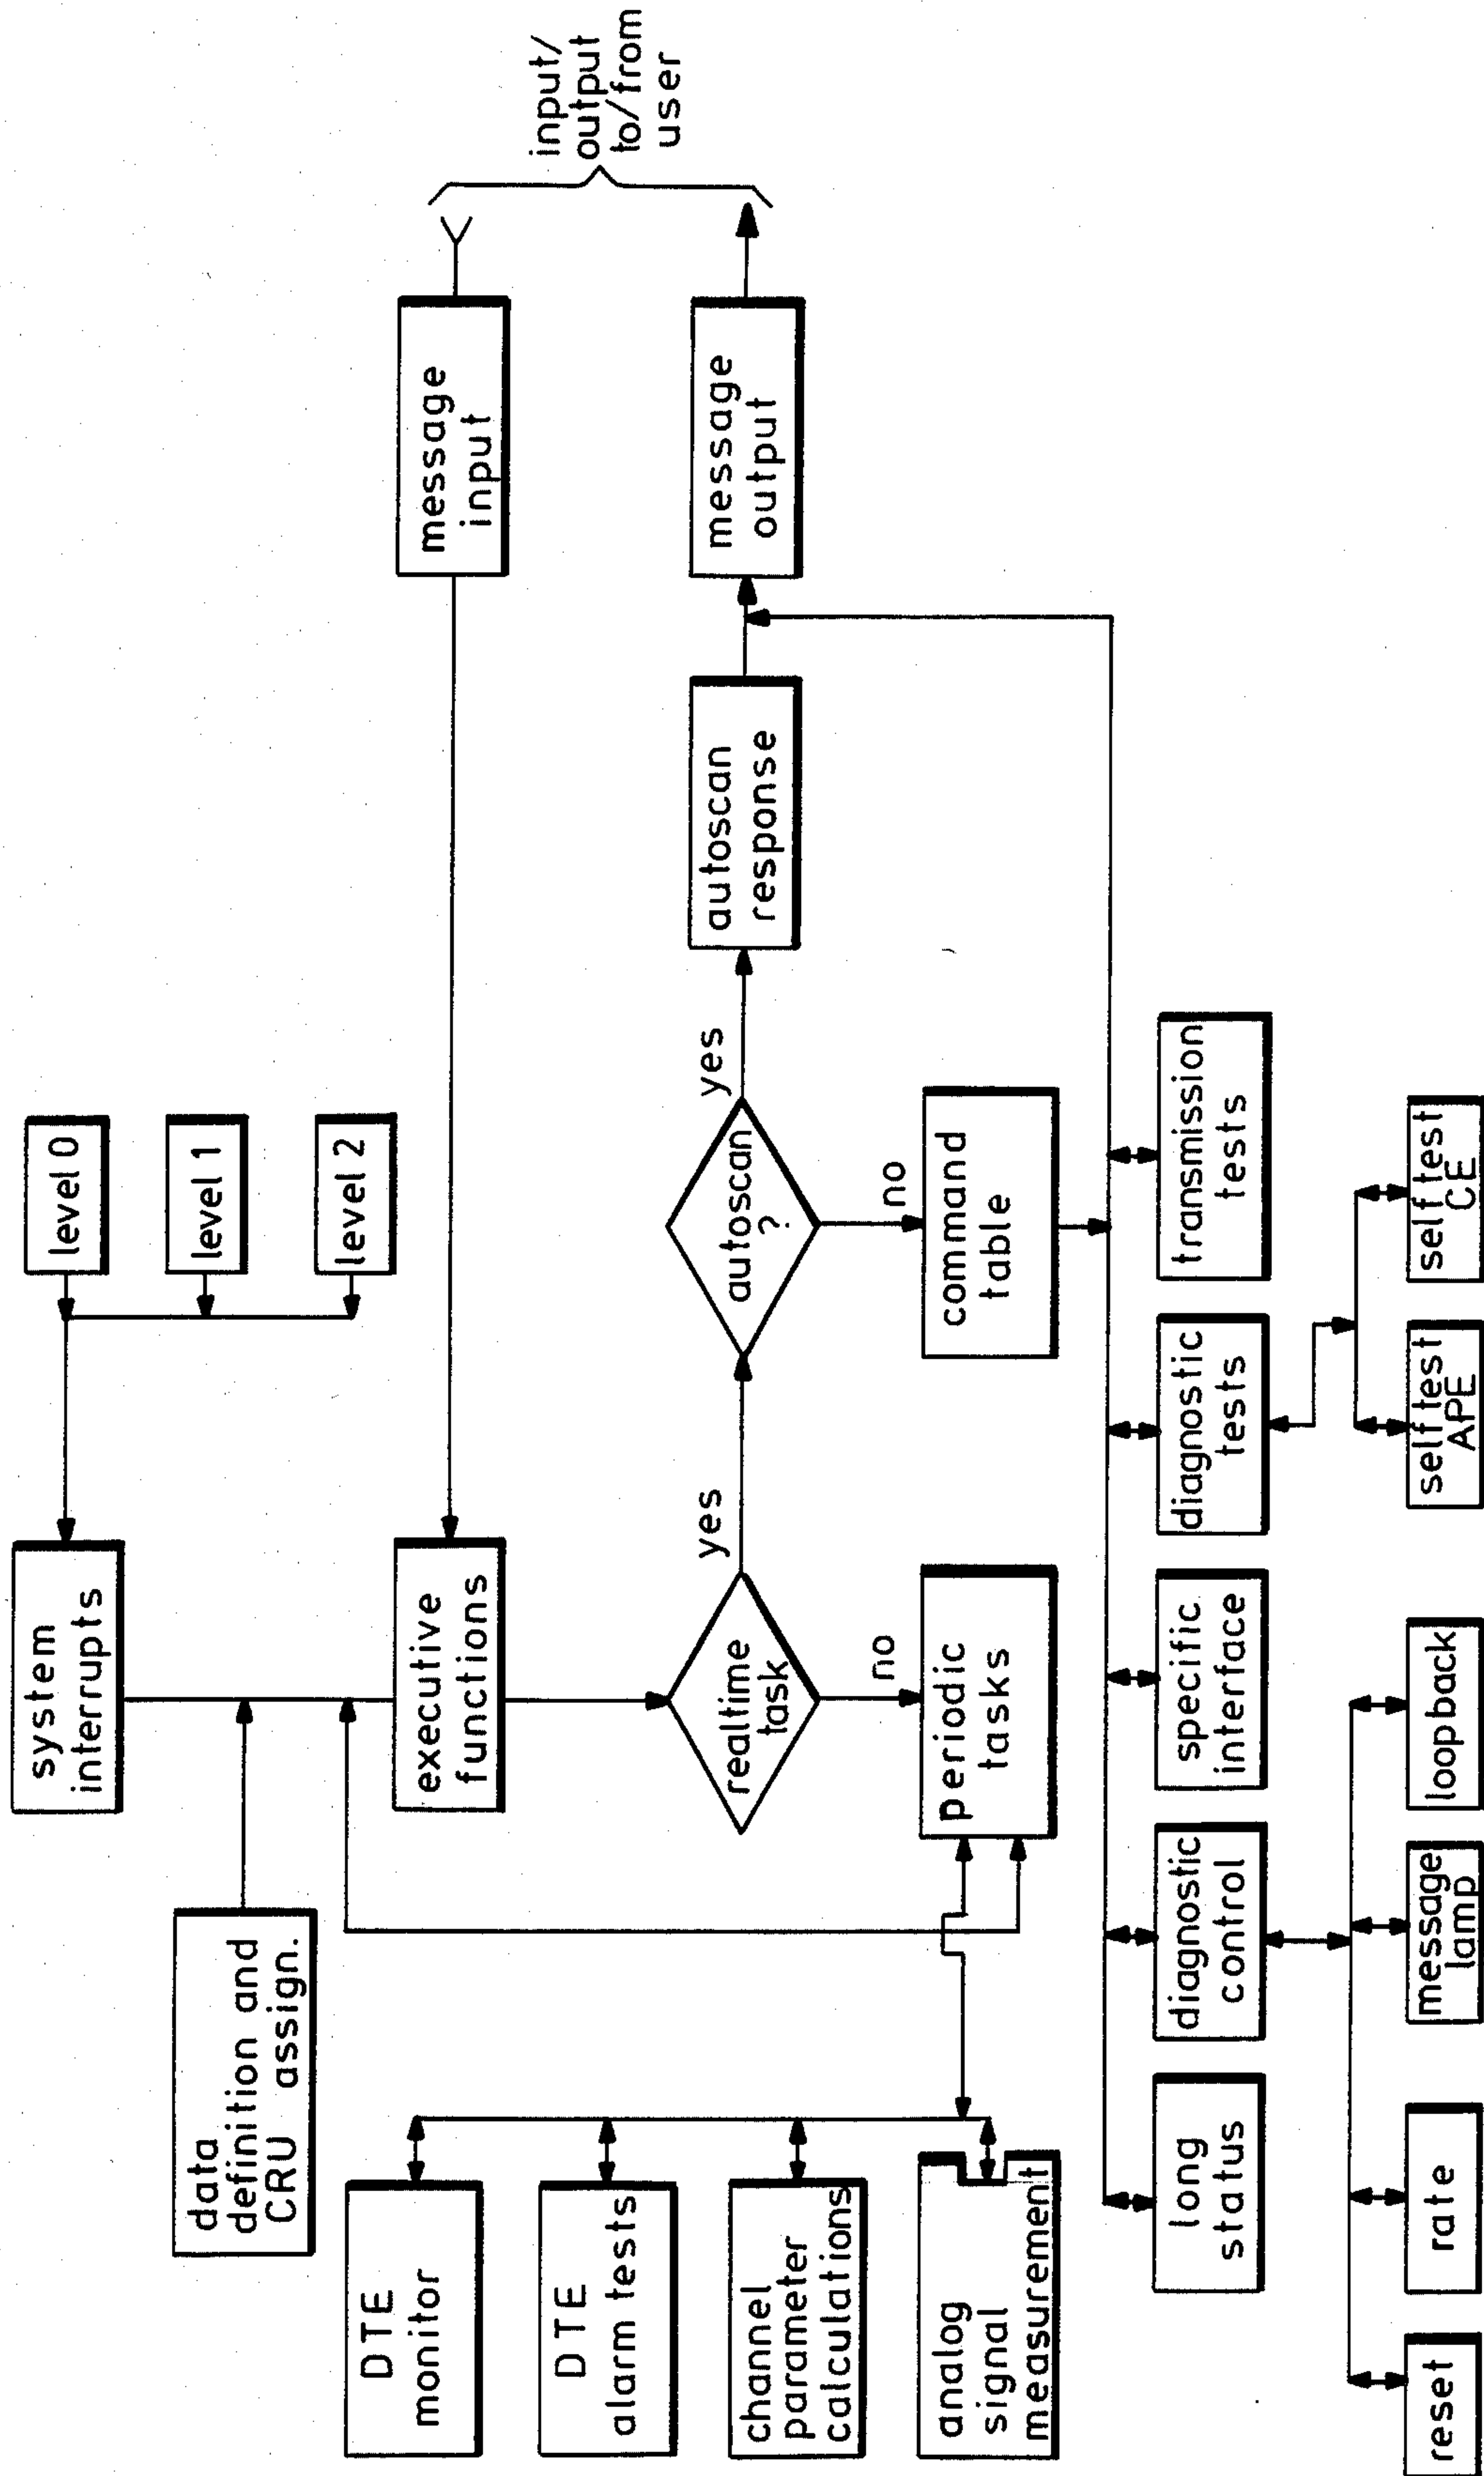 system
interrupts
level 0
level 1
level 2
data
definition and
CRU assign.
executive
functions
message
input
input/
output
to/from
user
DTE
monitor
DTE
alarm tests
channel
parameter
calculations
analog
signal
measurement
realtime
task
yes
no
autoscan
?
yes
no
autoscan
response
message
output
periodic
tasks
command
table
long
status
diagnostic
control
specific
interface
diagnostic
tests
transmission
tests
reset
rate
message
lamp
loopback
self test
APE
self test
CE